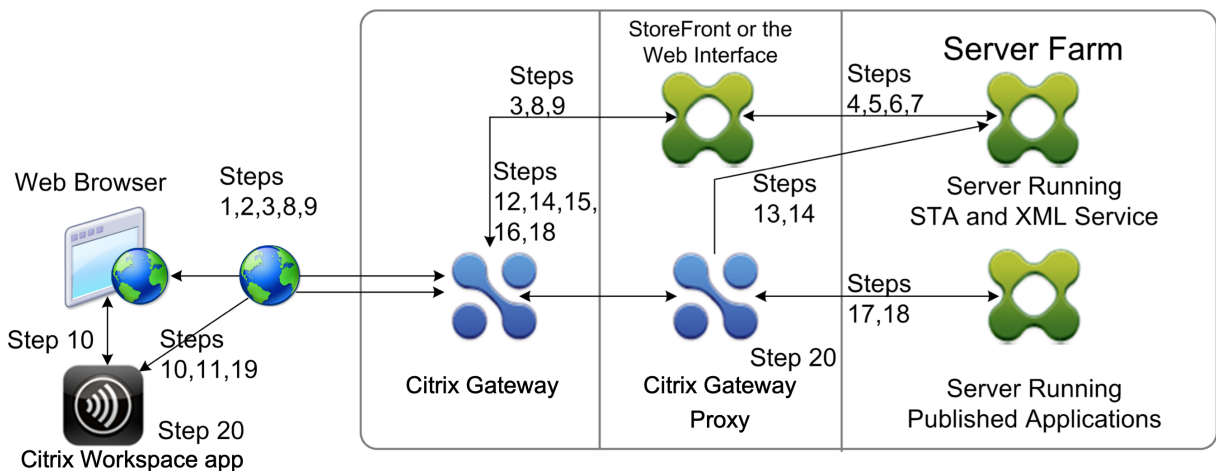 StoreFront or the
Web Interface
Server Farm
Steps
3,8,9
Steps
4,5,6,7
Web Browser
Steps
1,2,3,8,9
Steps
12,14,15,
16,18
Steps
13,14
Server Running
STA and XML Service
Step 10
Steps
10,11,19
Steps
17,18
Step 20
Citrix Gateway
Citrix Gateway
Proxy
Server Running
Published Applications
Step 20
Citrix Workspace app